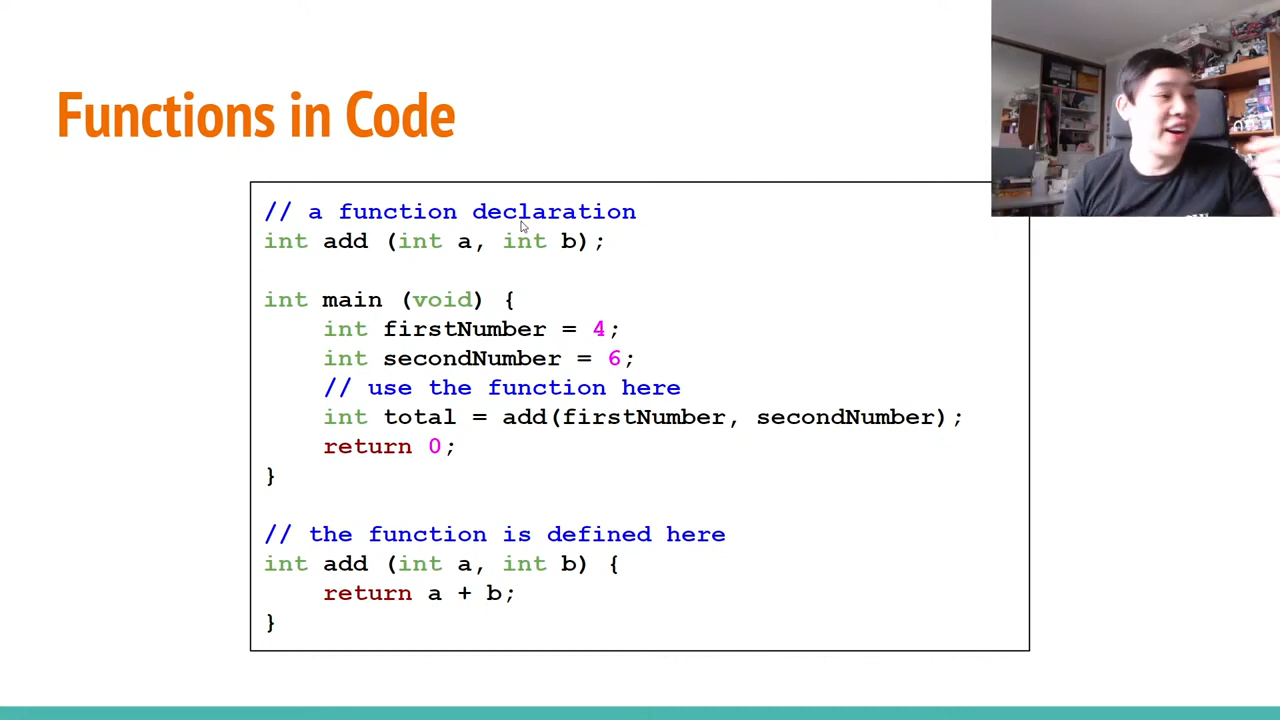 Functions in Code
// a function declaration
int add (int a, int b);
int main (void) {
int firstNumber = 4;
int secondNumber = 6;
// use the function here
int total = add(firstNumber, secondNumber);
return 0;
}
// the function is defined here
int add (int a, int b) {
return a + b;
}